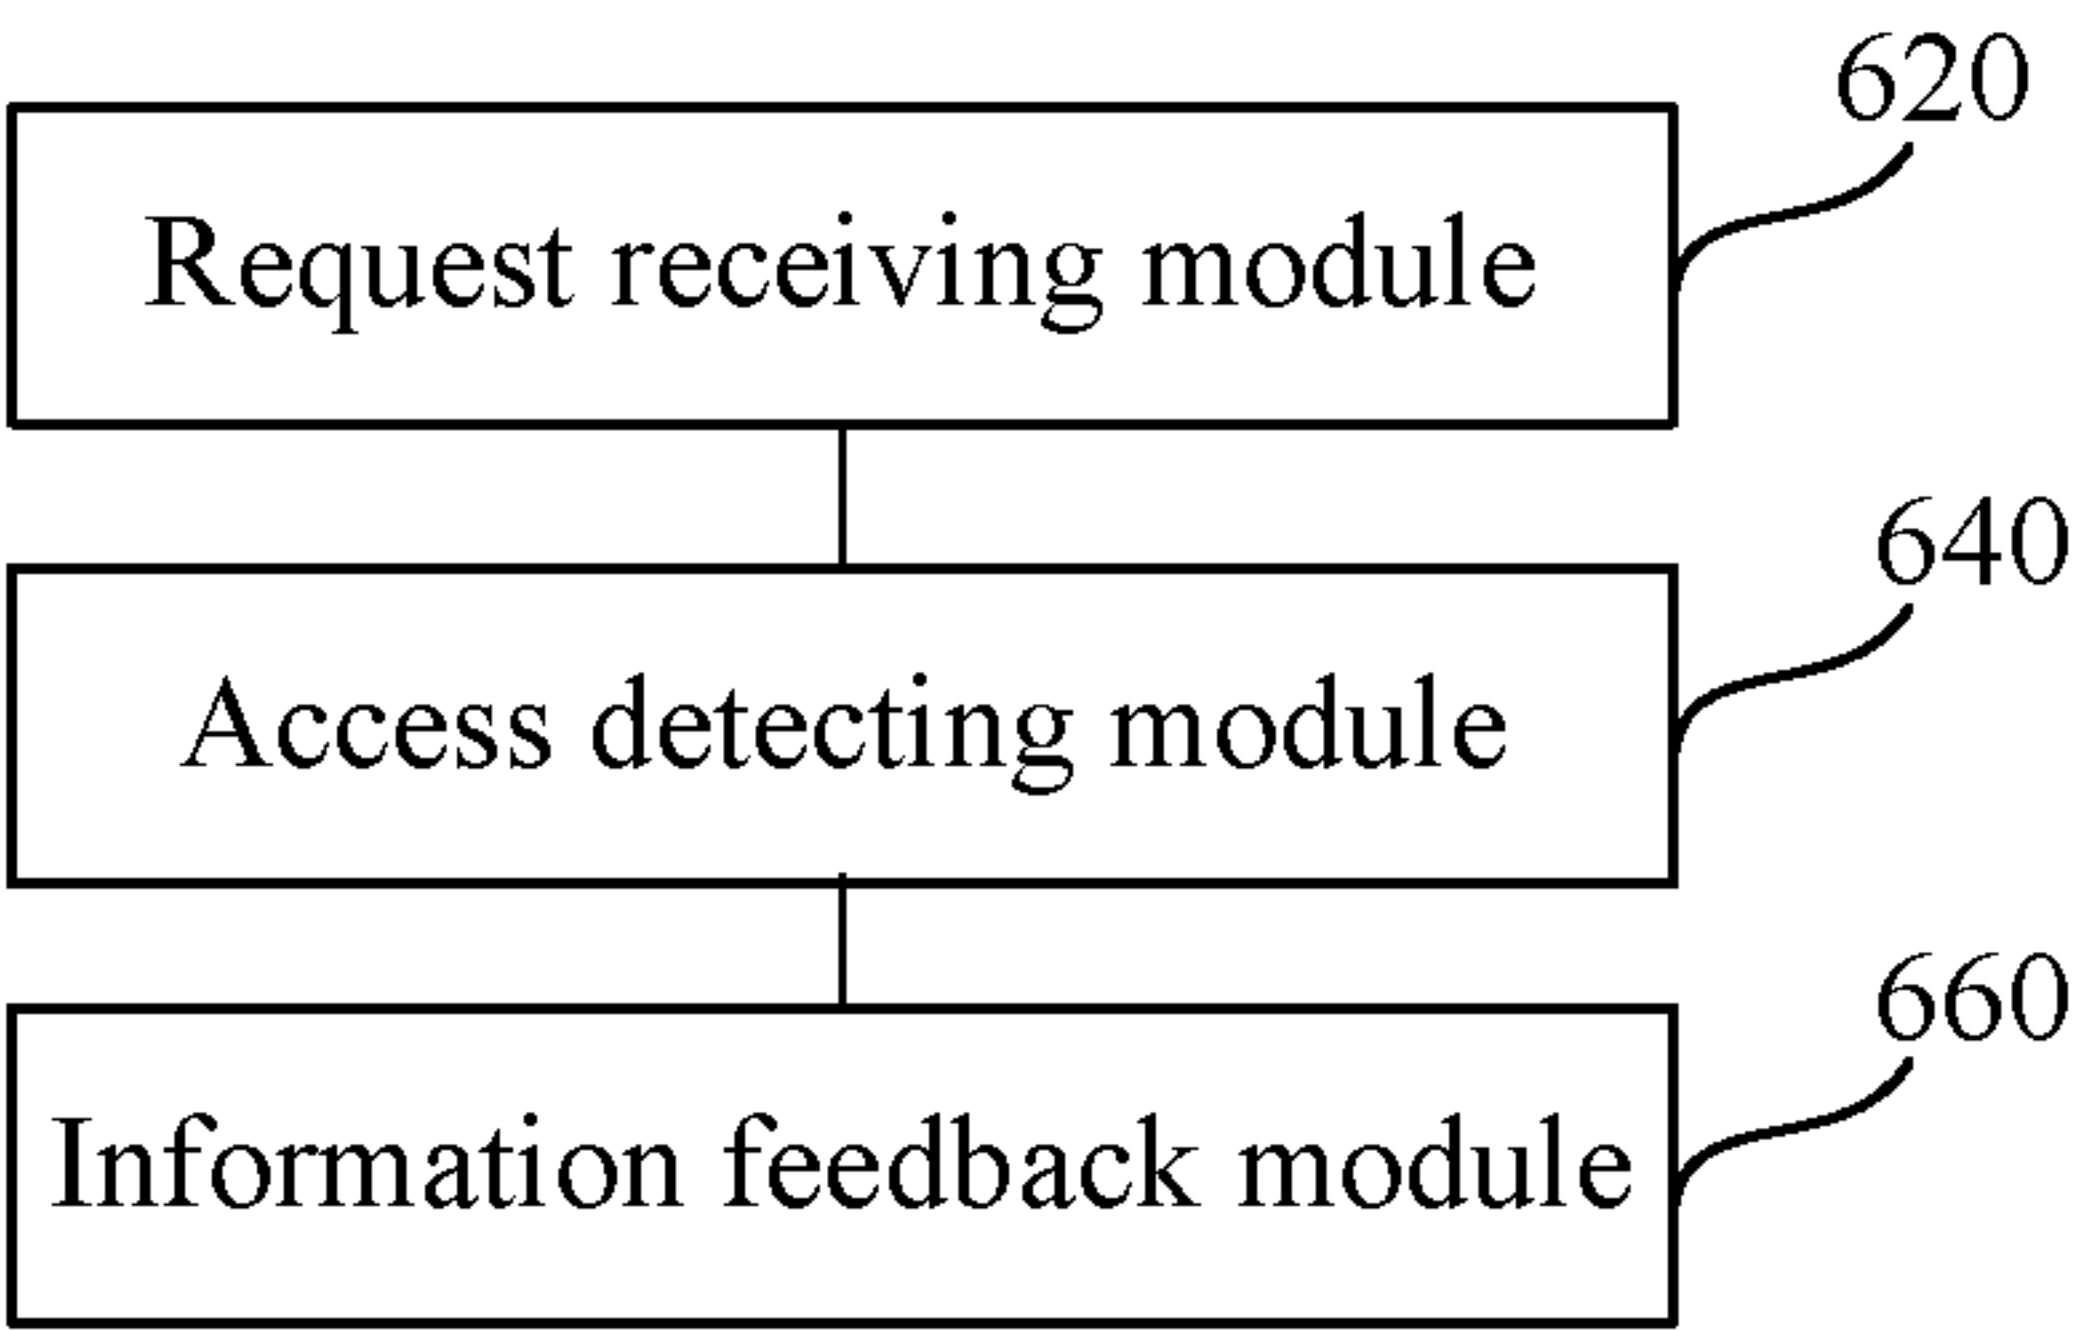 620
Request receiving module
640
Access detecting module
660
Information feedback module